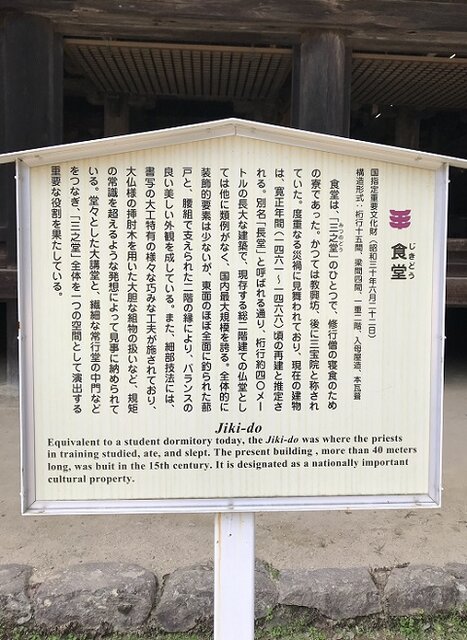 食堂
じきどう
国指定重要文化財(昭和三十年六月二十二日)
構造形式:桁行十五間、梁間四間、一重二階、入母屋造、本瓦葺
食堂は、「三之堂」のひとつで、修行僧の寝食のため
みつのどう
の寮であった。かつては教興坊、後に三宝院と称され
ていた。度重なる災禍に見舞われており、現在の建物
は、寛正年間(一四六一~一四六六)頃の再建と推定さ
れる。別名「長堂」と呼ばれる通り、桁行約四〇メー
トルの長大な建築で、現存する総二階建ての仏堂とし
ては他に類例がなく、国内最大規模を誇る。全体的に
装飾的要素は少ないが、東面のほぼ全面に釣られた蔀
戸と、腰組で支えられた二階の縁により、バランスの
良い美しい外観を成している。また、細部技法には、
書写の大工特有の様々な巧みな工夫が施されており、
大仏様の挿肘木を用いた大胆な組物の扱いなど、規矩
の常識を超えるような発想によって見事に納められて
いる。堂々とした大講堂と、繊細な常行堂の中門など
をつなぎ、「三之堂」全体を一つの空間として演出する
重要な役割を果たしている。
Jiki-do
Equivalent to a student dormitory today, the Jiki-do was where the priests
in training studied, ate, and slept. The present building , more than 40 meters
long, was buit in the 15th century. It is designated as a nationally important
cultural property.